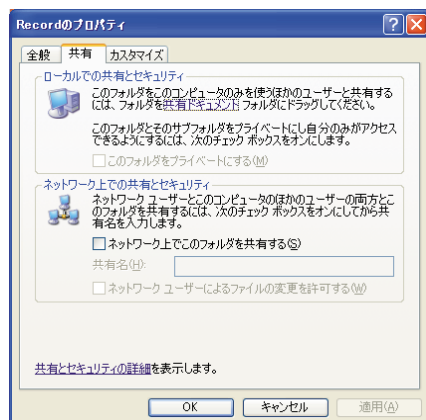 Recordのプロパティ
全般
共有
カスタマイズ
ローカルでの共有とセキュリティ
このフォルダをこのコンピュータのみを使うほかのユーザーと共有する
には、フォルダを共有ドキュメント フォルダにドラッグしてください。
このフォルダとそのサブフォルダをプライベートにし自分のみがアクセス
できるようにするには、次のチェック ボックスをオンにします。
このフォルダをプライベートにする(M)
ネットワーク上での共有とセキュリティ
ネットワーク ユーザーとこのコンピュータのほかのユーザーの両方とこ
のフォルダを共有するには、次のチェック ボックスをオンにしてから共
有名を入力します。
ネットワーク上でこのフォルダを共有する(S)
共有名(H):
ネットワーク ユーザーによるファイルの変更を許可する(W)
共有とセキュリティの詳細を表示します。
OK
キャンセル
適用(A)